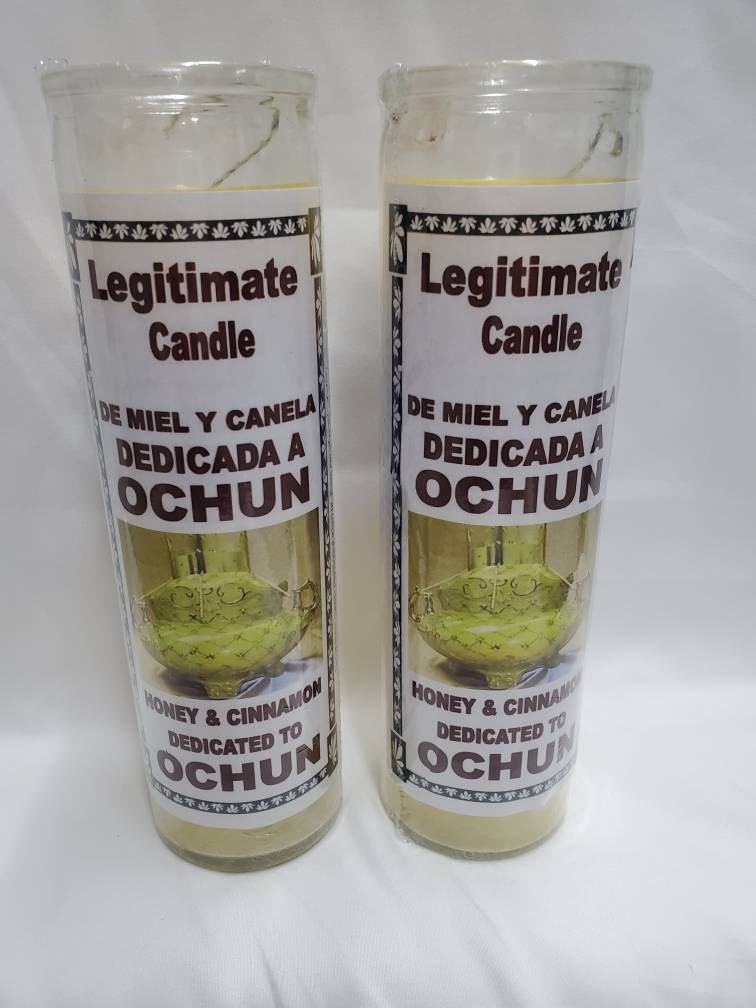 Legitimate
Candle
DE MIEL Y CANELA
DEDICADA A
OCHUN
HONEY & CINNAMON
DEDICATED TO
OCHUN
Legitimate
Candle
DE MIEL Y CANELA
DEDICADA A
OCHUN
HONEY & CINNAMON
DEDICATED TO
OCHUN